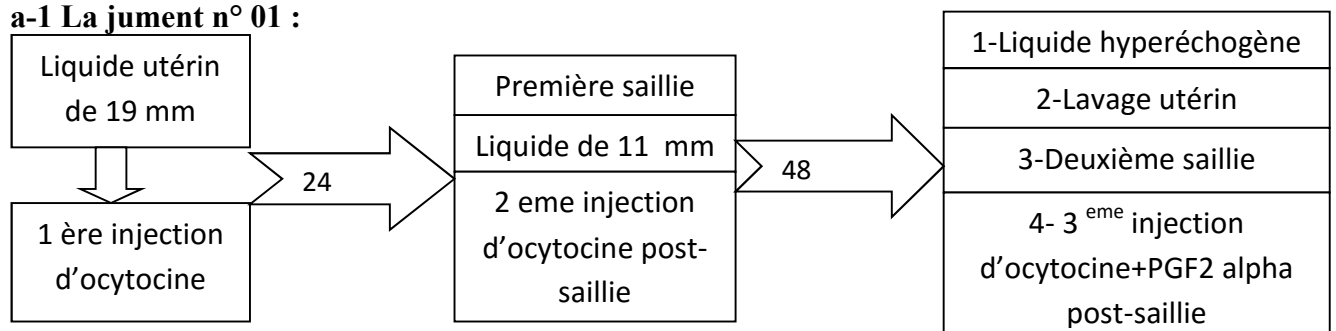 a-1 La jument n° 01 :
Liquide utérin
de 19 mm
1 ère injection
d'ocytocine
24
Première saillie
Liquide de 11 mm
2 eme injection
d'ocytocine post-
saillie
48
1-Liquide hyperéchogène
2-Lavage utérin
3-Deuxième saillie
4- 3 eme injection
d'ocytocine+PGF2 alpha
post-saillie